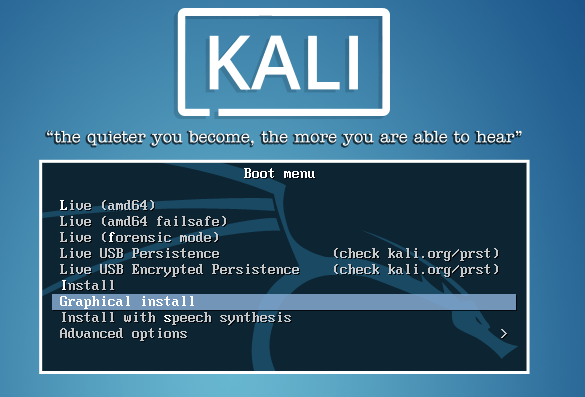 KALI
“the quieter you become, the more you are able to hear”
Boot menu
Live (amd64)
Live (amd64 failsafe)
Live (forensic mode)
Live USB Persistence (check kali.org/prst)
Live USB Encrypted Persistence (check kali.org/prst)
Install
Graphical install
Install with speech synthesis
Advanced options >